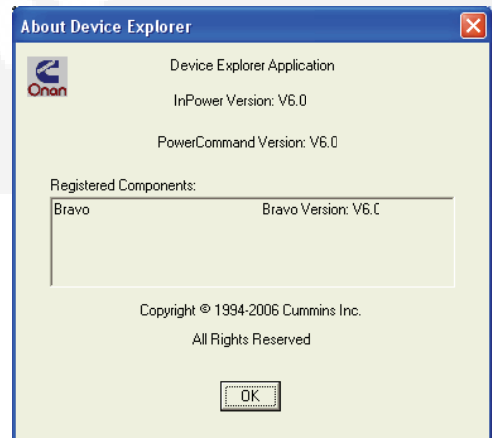 About Device Explorer
Onan
Device Explorer Application
InPower Version: V6.0
PowerCommand Version: V6.0
Registered Components:
Bravo Bravo Version: V6.0
Copyright © 1994-2006 Cummins Inc.
All Rights Reserved
OK